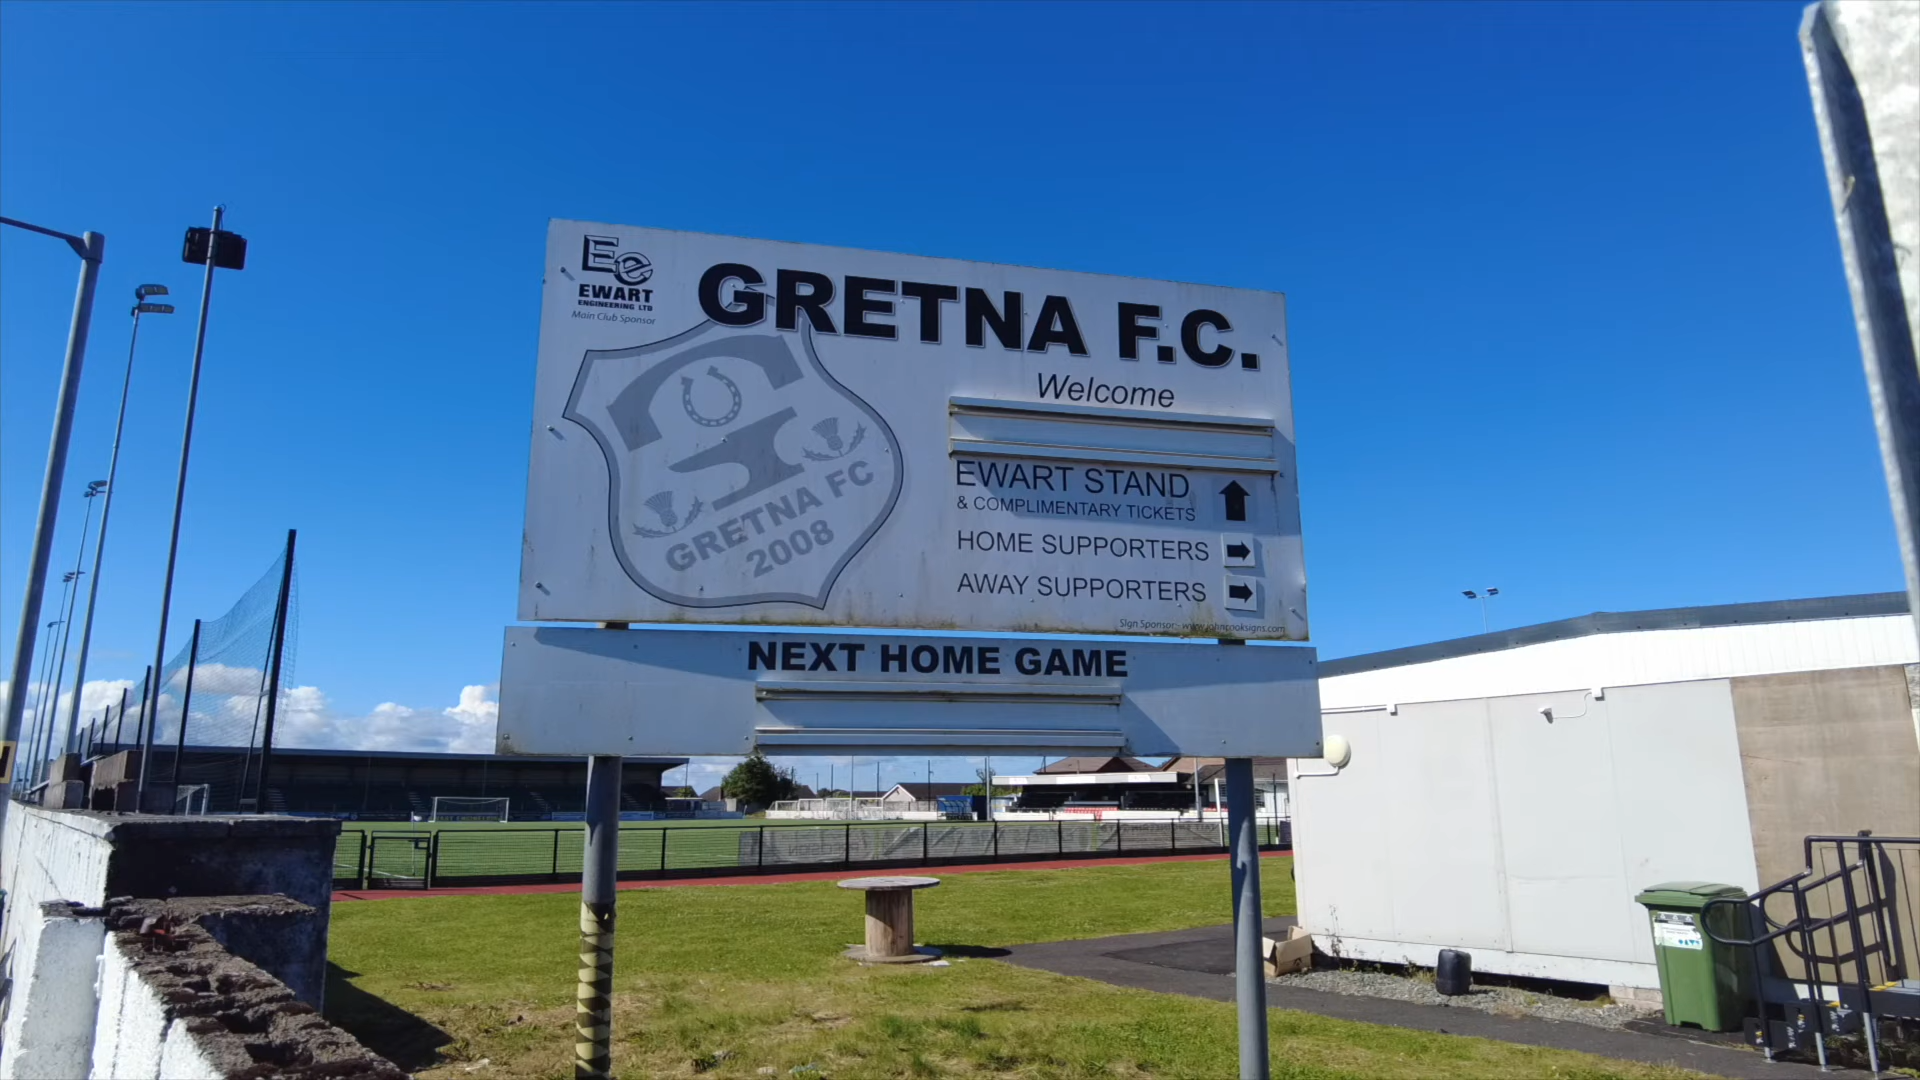 Ee
EWART
ENGINEERING LTD
Main Club Sponsor
GRETNA F.C.
Welcome
GRETNA FC
2008
EWART STAND
& COMPLIMENTARY TICKETS
HOME SUPPORTERS
AWAY SUPPORTERS
Sign Sponsor - www.johncooksigns.com
NEXT HOME GAME